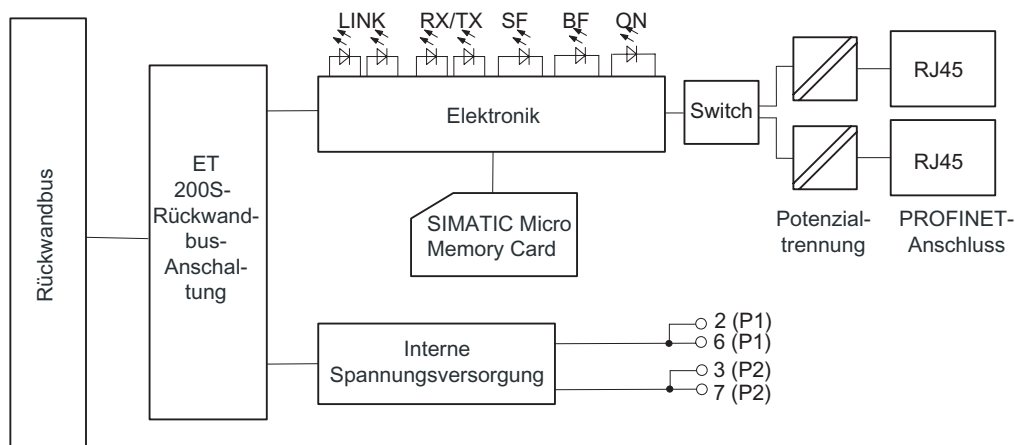 LINK RX/TX SF BF ON
Elektronik
Switch
RJ45
RJ45
Rückwandbus
ET
200S-
Rückwand-
bus-
Anschal-
tung
SIMATIC Micro
Memory Card
Potenzial-
trennung
PROFINET-
Anschluss
Interne
Spannungsversorgung
2 (P1)
6 (P1)
3 (P2)
7 (P2)